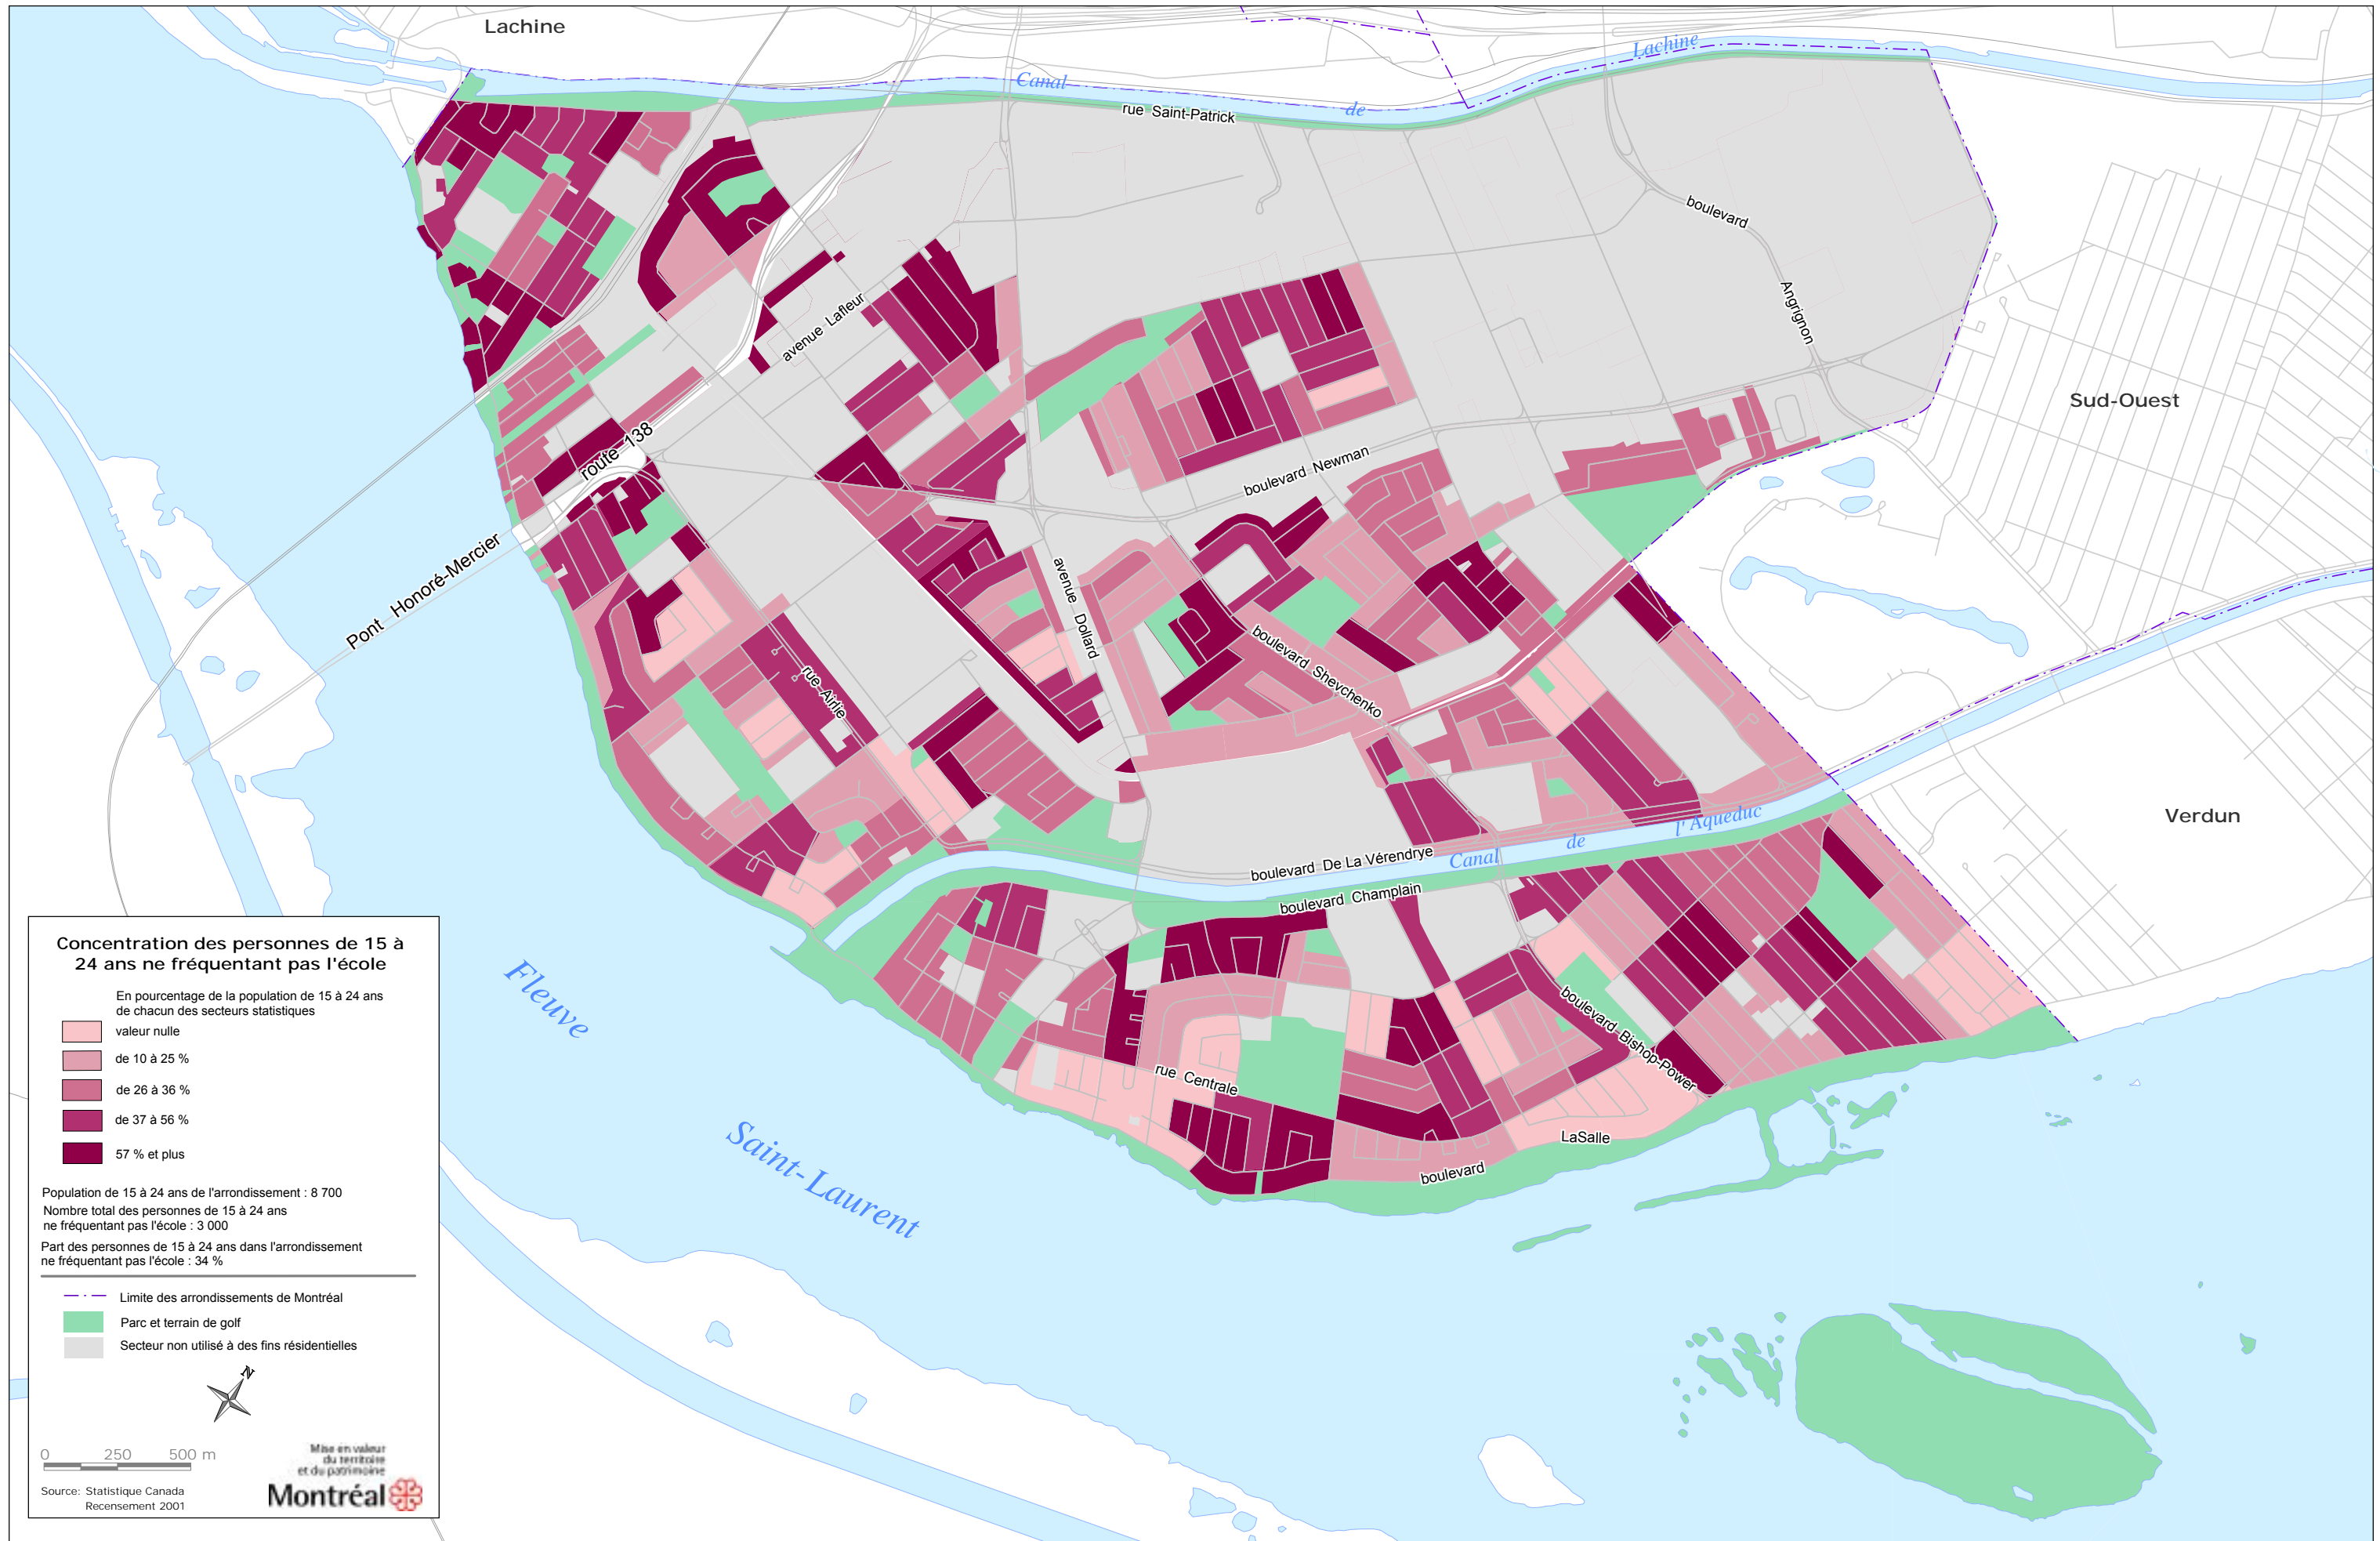 Lachine
Canal
de
Lachine
rue Saint-Patrick
boulevard
Angrignon
avenue Lafleur
Sud-Ouest
route 138
boulevard Newman
Pont Honoré-Mercier
avenue Dollard
boulevard Shevchenko
rue Airlie
Verdun
l'Aqueduc
de
Canal
boulevard De La Vérendrye
boulevard Champlain
boulevard Bishop-Power
rue Centrale
LaSalle
boulevard
Fleuve
Saint-Laurent
Concentration des personnes de 15 à
24 ans ne fréquentant pas l'école
En pourcentage de la population de 15 à 24 ans
de chacun des secteurs statistiques
valeur nulle
de 10 à 25 %
de 26 à 36 %
de 37 à 56 %
57 % et plus
Population de 15 à 24 ans de l'arrondissement : 8 700
Nombre total des personnes de 15 à 24 ans
ne fréquentant pas l'école : 3 000
Part des personnes de 15 à 24 ans dans l'arrondissement
ne fréquentant pas l'école : 34 %
Limite des arrondissements de Montréal
Parc et terrain de golf
Secteur non utilisé à des fins résidentielles
N
0 250 500 m
Mise en valeur
du territoire
et du patrimoine
Montréal
Source: Statistique Canada
Recensement 2001